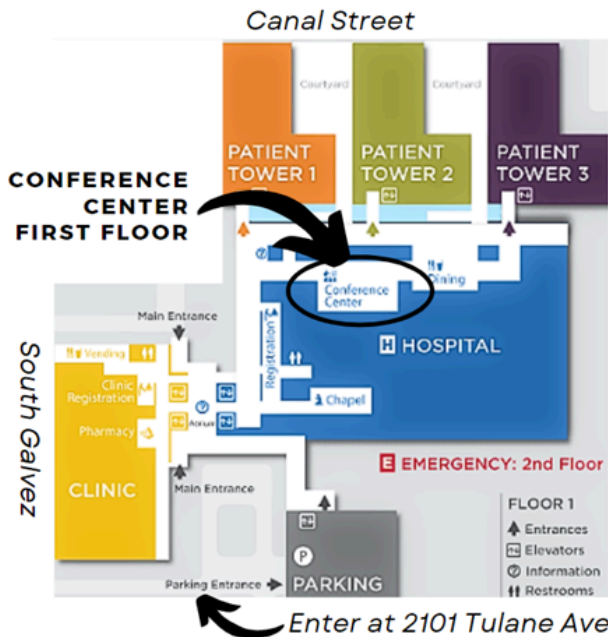 Canal Street
Courtyard
Courtyard
PATIENT
TOWER 1
PATIENT
TOWER 2
PATIENT
TOWER 3
CONFERENCE
CENTER
FIRST FLOOR
Dining
Conference
Center
Main Entrance
South Galvez
Vending
Registration
H HOSPITAL
Clinic
Registration
Chapel
Atrium
Pharmacy
E EMERGENCY: 2nd Floor
CLINIC
Main Entrance
FLOOR 1
Entrances
Elevators
Information
Restrooms
P
PARKING
Parking Entrance
Enter at 2101 Tulane Ave